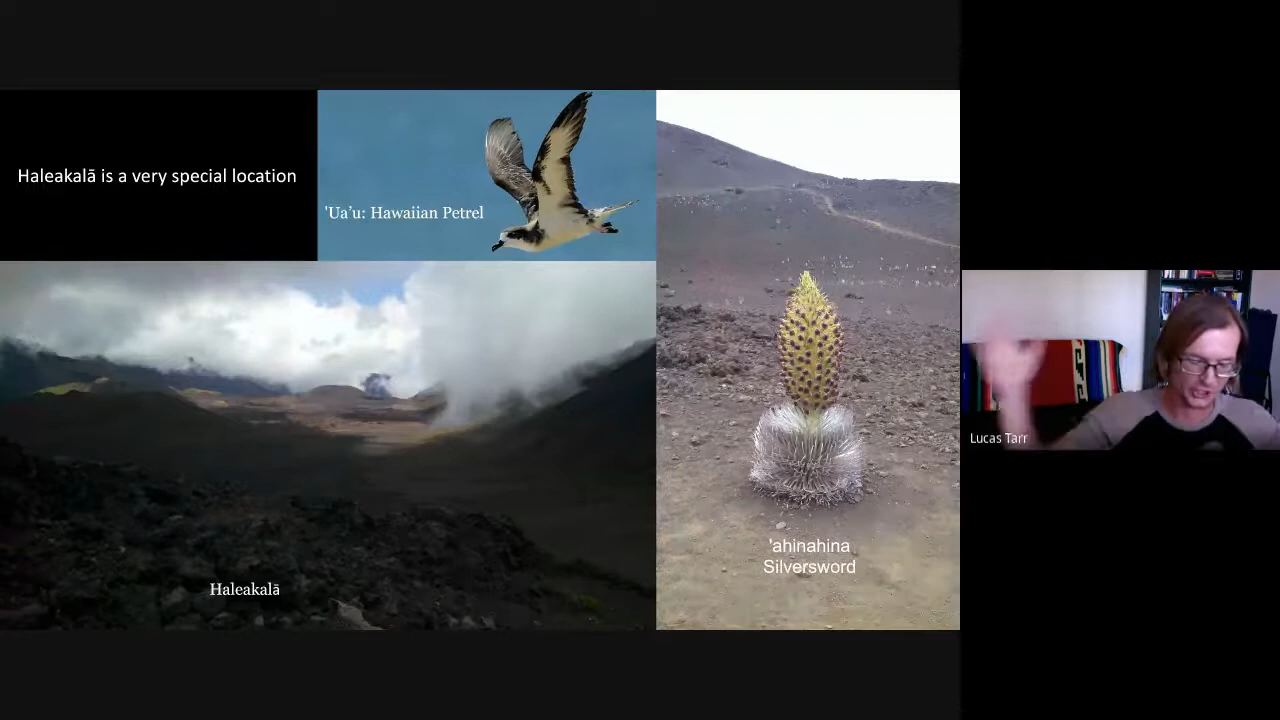 Haleakalā is a very special location
'Ua’u: Hawaiian Petrel
Haleakalā
'ahinahina
Silversword
Lucas Tarr